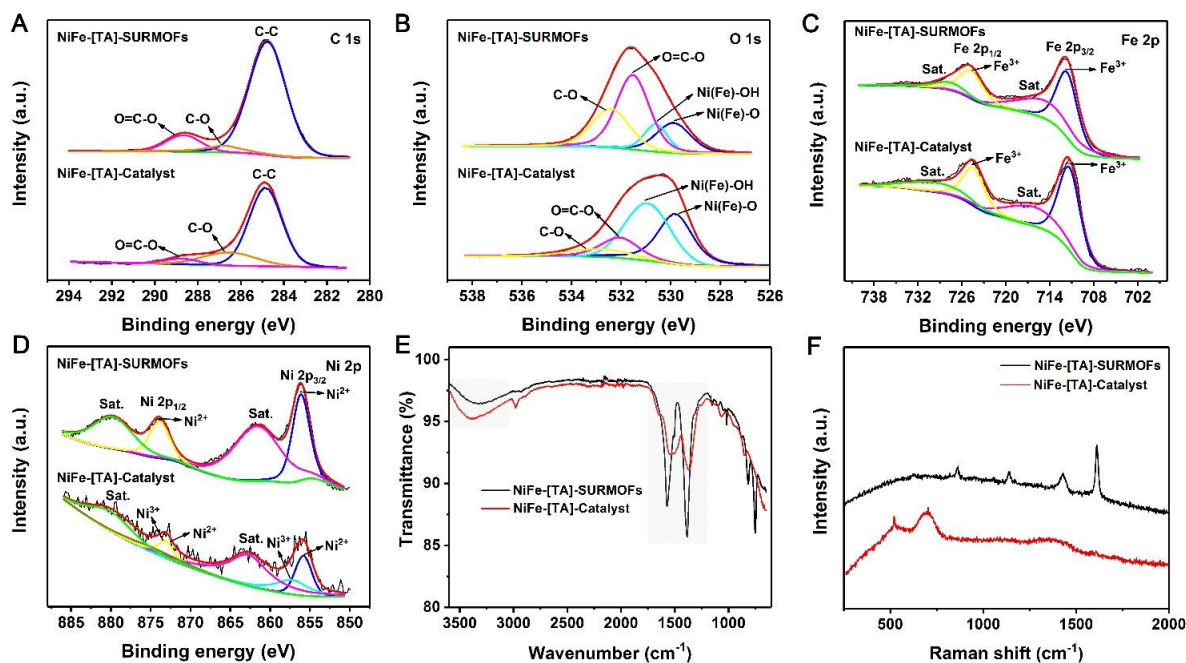 A
NiFe-[TA]-SURMOFs
C-C
C 1s
O=C-O
C-O
NiFe-[TA]-Catalyst
C-C
O=C-O
C-O
Intensity (a.u.)
294 292 290 288 286 284 282 280
Binding energy (eV)
B
NiFe-[TA]-SURMOFs
O 1s
O=C-O
C-O
Ni(Fe)-OH
Ni(Fe)-O
NiFe-[TA]-Catalyst
Ni(Fe)-OH
O=C-O
Ni(Fe)-O
C-O
Intensity (a.u.)
538 536 534 532 530 528 526
Binding energy (eV)
C
NiFe-[TA]-SURMOFs
Fe 2p1/2
Fe 2p3/2
Fe 2p
Sat.
Fe3+
Sat.
Fe3+
NiFe-[TA]-Catalyst
Sat.
Fe3+
Sat.
Fe3+
Intensity (a.u.)
738 732 726 720 714 708 702
Binding energy (eV)
D
NiFe-[TA]-SURMOFs
Ni 2p
Ni 2p3/2
Ni 2p1/2
Ni2+
Sat.
Ni2+
Sat.
NiFe-[TA]-Catalyst
Sat.
Ni3+
Ni2+
Sat.
Ni3+
Ni2+
Intensity (a.u.)
885 880 875 870 865 860 855 850
Binding energy (eV)
E
100
95
90
85
80
Transmittance (%)
NiFe-[TA]-SURMOFs
NiFe-[TA]-Catalyst
3500 3000 2500 2000 1500 1000
Wavenumber (cm-1)
F
NiFe-[TA]-SURMOFs
NiFe-[TA]-Catalyst
Intensity (a.u.)
500 1000 1500 2000
Raman shift (cm-1)